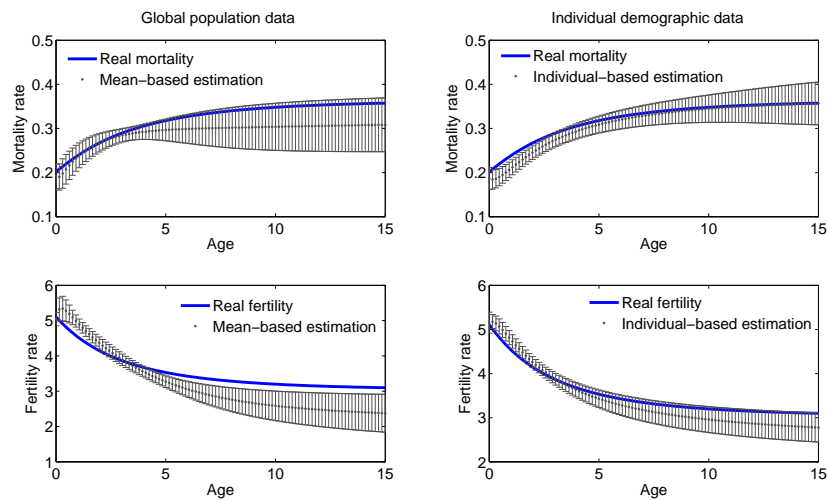 Global population data
0.5
0.4
0.3
0.2
0.1
Mortality rate
Real mortality
Mean−based estimation
0 5 10 15
Age
Individual demographic data
0.5
0.4
0.3
0.2
0.1
Mortality rate
Real mortality
Individual−based estimation
0 5 10 15
Age
6
5
4
3
2
1
Fertility rate
Real fertility
Mean−based estimation
0 5 10 15
Age
6
5
4
3
2
Fertility rate
Real fertility
Individual−based estimation
0 5 10 15
Age